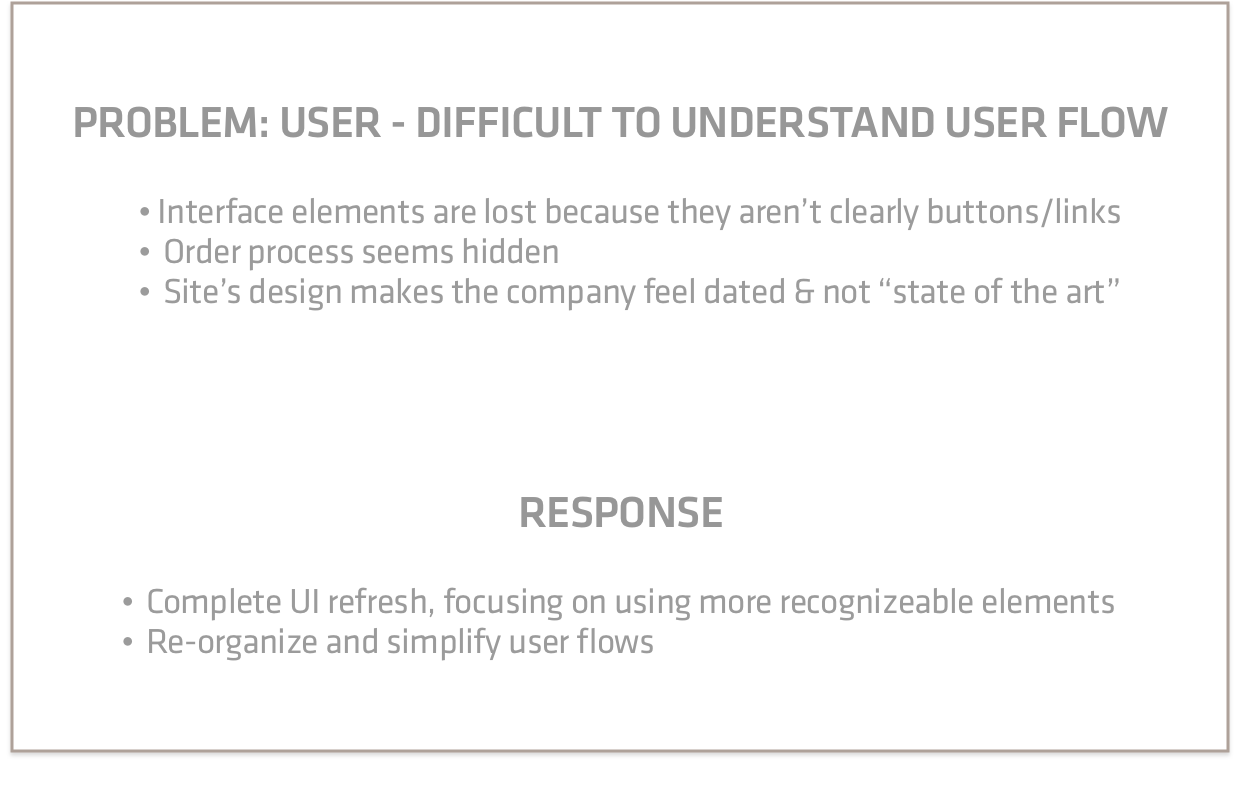 PROBLEM: USER - DIFFICULT TO UNDERSTAND USER FLOW
• Interface elements are lost because they aren’t clearly buttons/links
• Order process seems hidden
• Site’s design makes the company feel dated & not “state of the art”
RESPONSE
• Complete UI refresh, focusing on using more recognizeable elements
• Re-organize and simplify user flows